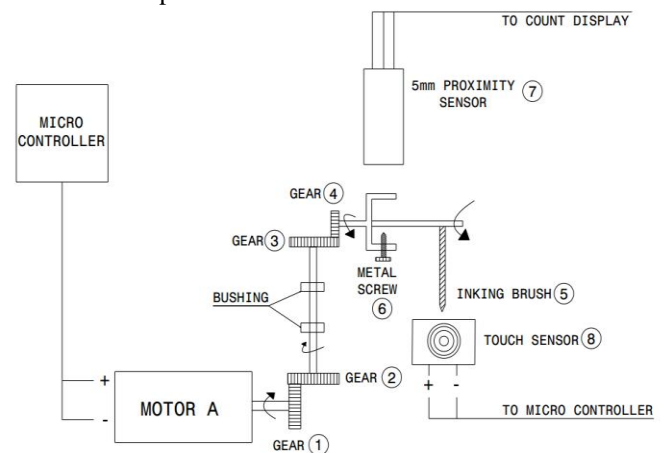 TO COUNT DISPLAY
5mm PROXIMITY
SENSOR
7
MICRO
CONTROLLER
GEAR 4
GEAR 3
METAL
SCREW
6
BUSHING
INKING BRUSH 5
TOUCH SENSOR 8
GEAR 2
+
-
MOTOR A
+ -
TO MICRO CONTROLLER
GEAR 1